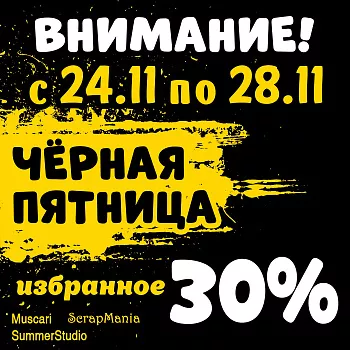 ВНИМАНИЕ!
с 24.11 по 28.11
ЧЁРНАЯ
ПЯТНИЦА
избранное 30%
Muscari ScrapMania
SummerStudio